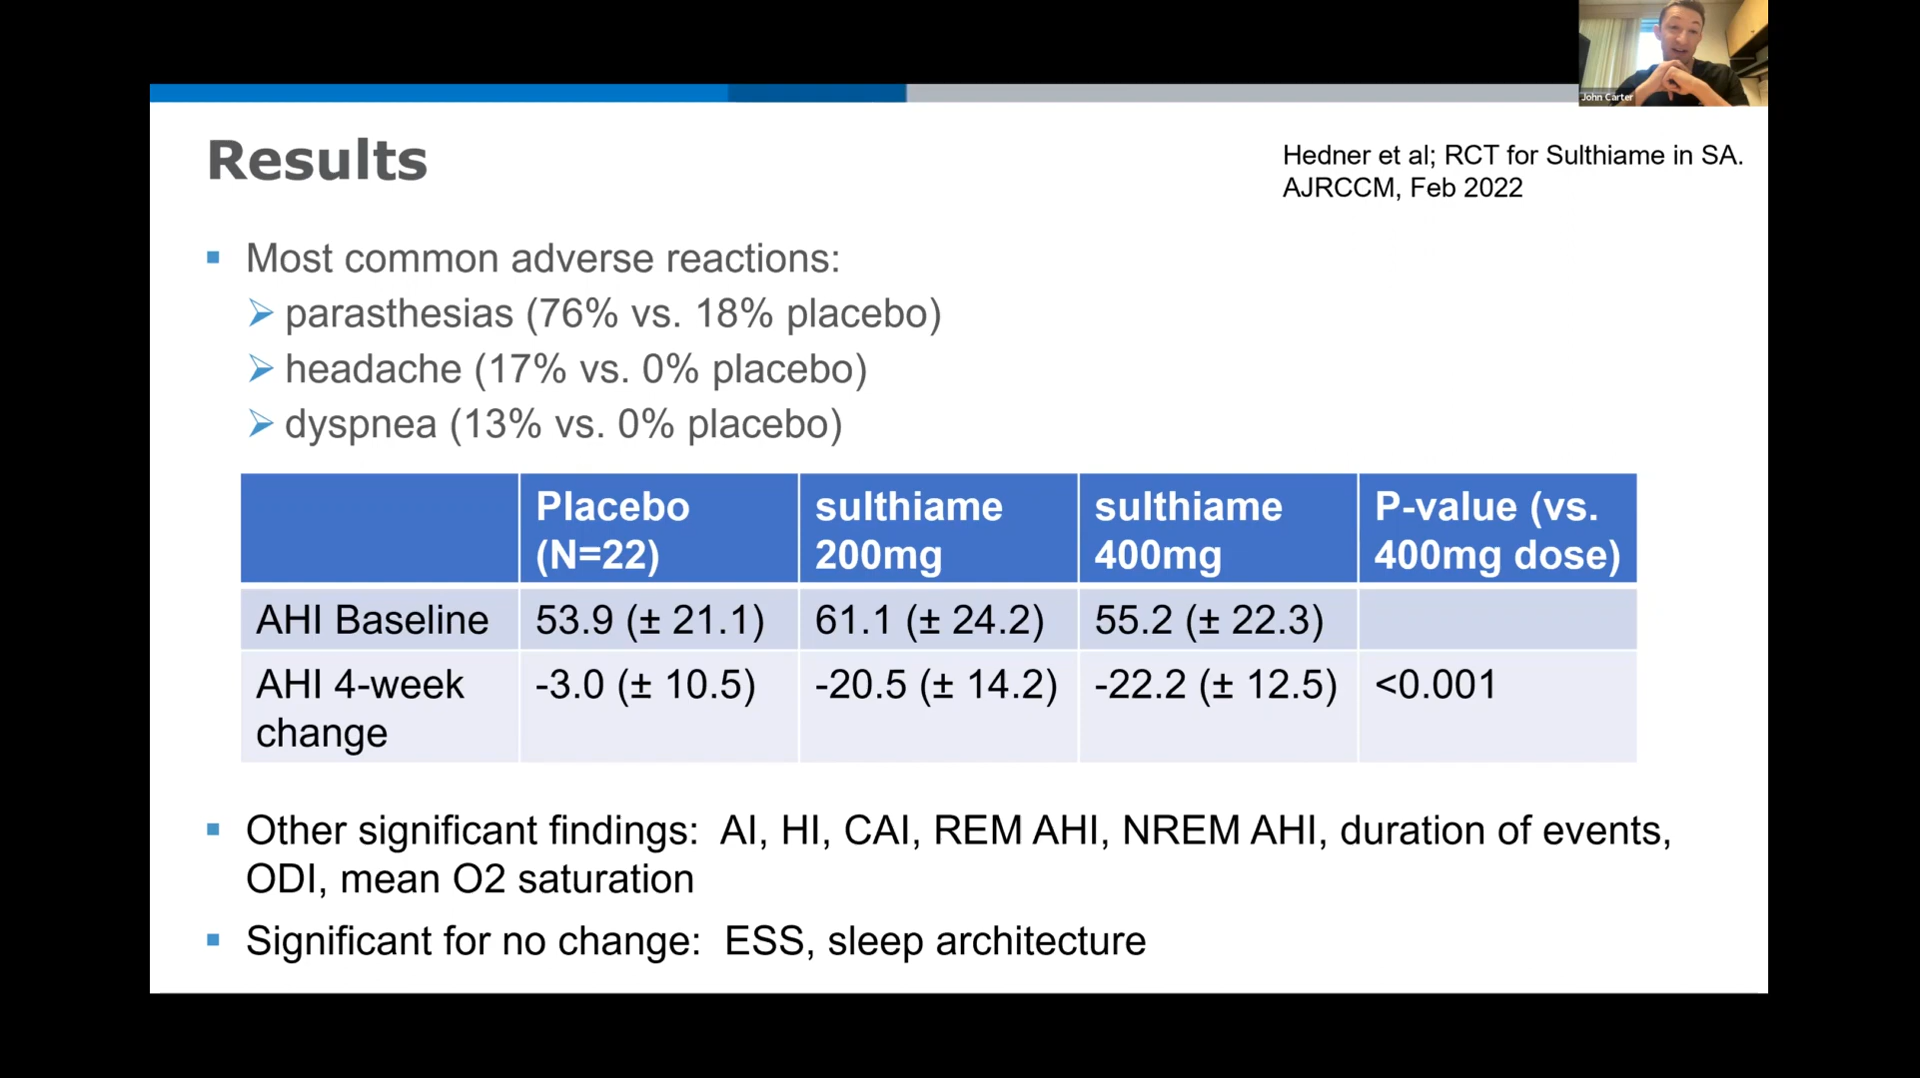 John Carter
Results
Hedner et al; RCT for Sulthiame in SA.
AJRCCM, Feb 2022
Most common adverse reactions:
parasthesias (76% vs. 18% placebo)
headache (17% vs. 0% placebo)
dyspnea (13% vs. 0% placebo)
Placebo (N=22) sulthiame 200mg sulthiame 400mg P-value (vs. 400mg dose)
AHI Baseline 53.9 (± 21.1) 61.1 (± 24.2) 55.2 (± 22.3)
AHI 4-week change -3.0 (± 10.5) -20.5 (± 14.2) -22.2 (± 12.5) <0.001
Other significant findings: AI, HI, CAI, REM AHI, NREM AHI, duration of events,
ODI, mean O2 saturation
Significant for no change: ESS, sleep architecture